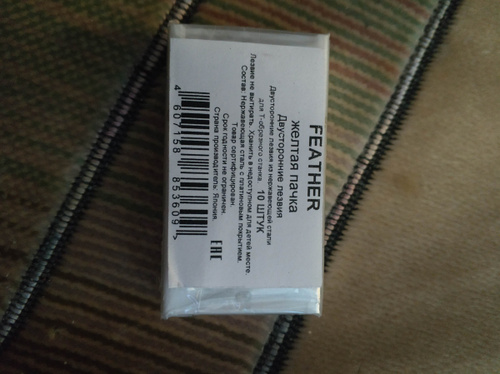 FEATHER
желтая пачка
Двусторонние лезвия
10 ШТУК
Двусторонние лезвия из нержавеющей стали
для Т-образного станка.
Лезвие не вытирать. Хранить в недоступном для детей месте.
Состав: Нержавеющая сталь с платиновым покрытием.
Товар сертифицирован.
Срок годности не ограничен.
Страна производитель: Япония.
EAC
4 607158 853609